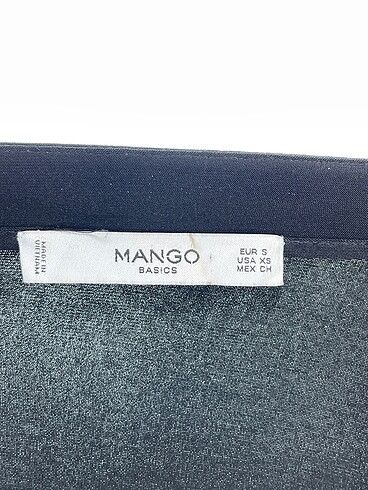 MADE IN
VIETNAM
MANGO
BASICS
EUR S
USA XS
MEX CH